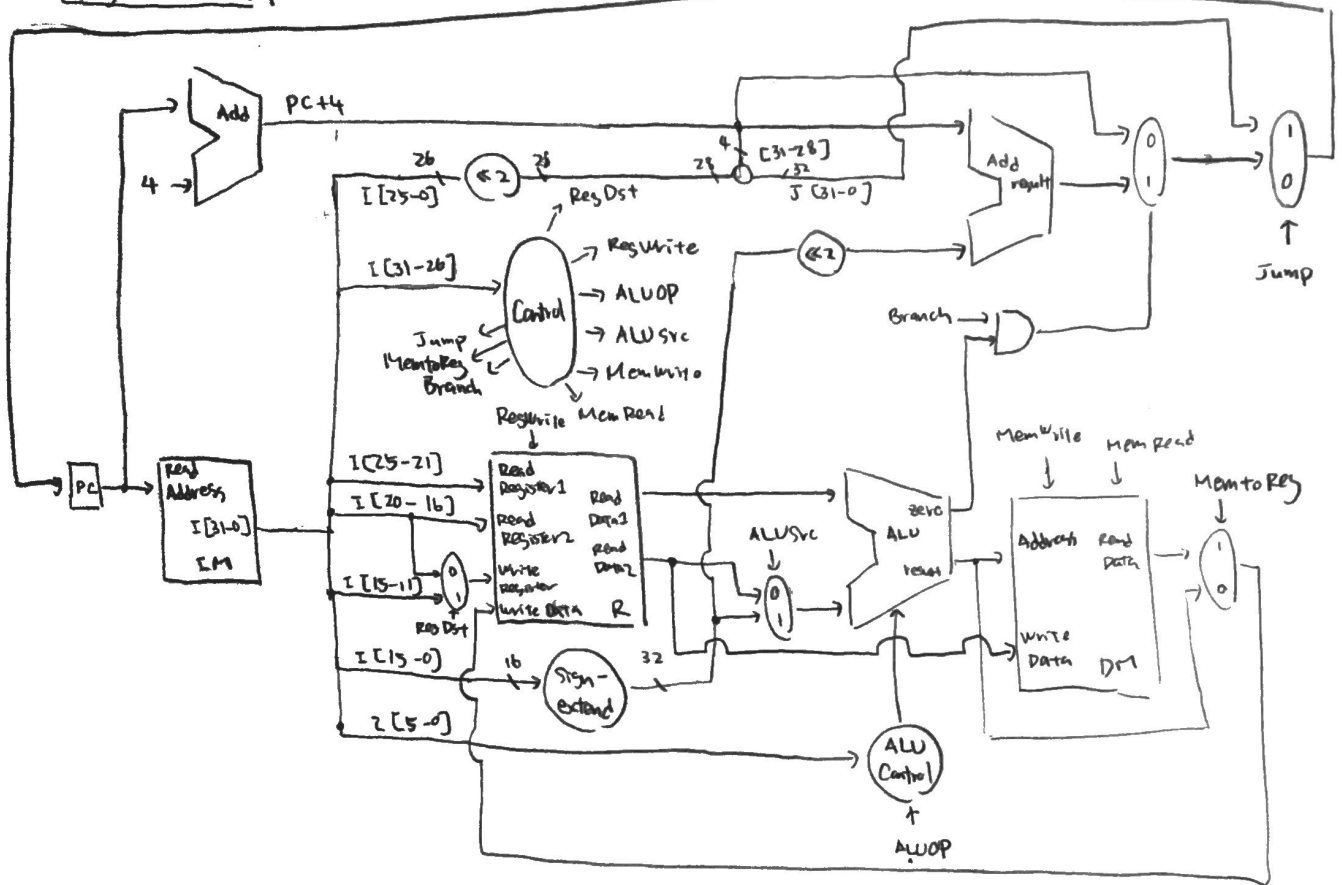 Add
PC+4
4
26
I[25-0]
≪2
28
RegDst
28
4
[31-28]
32
J[31-0]
Add
result
0
1
1
0
Jump
≪2
I[31-26]
Control
RegWrite
ALUOP
ALUSrc
MemWrite
MemRead
Jump
MemtoReg
Branch
Branch
RegWrite
PC
Read
Address
I[31-0]
IM
I[25-21]
I[20-16]
I[15-11]
0
1
RegDst
I[15-0]
16
Sign-
extend
32
I[5-0]
Read
Register1
Read
Register2
Write
Register
Write Data
Read
Data1
Read
Data2
R
ALUSrc
0
1
ALU
zero
result
ALU
Control
ALUOP
MemWrite
MemRead
Address
Read
Data
Write
Data
DM
MemtoReg
1
0